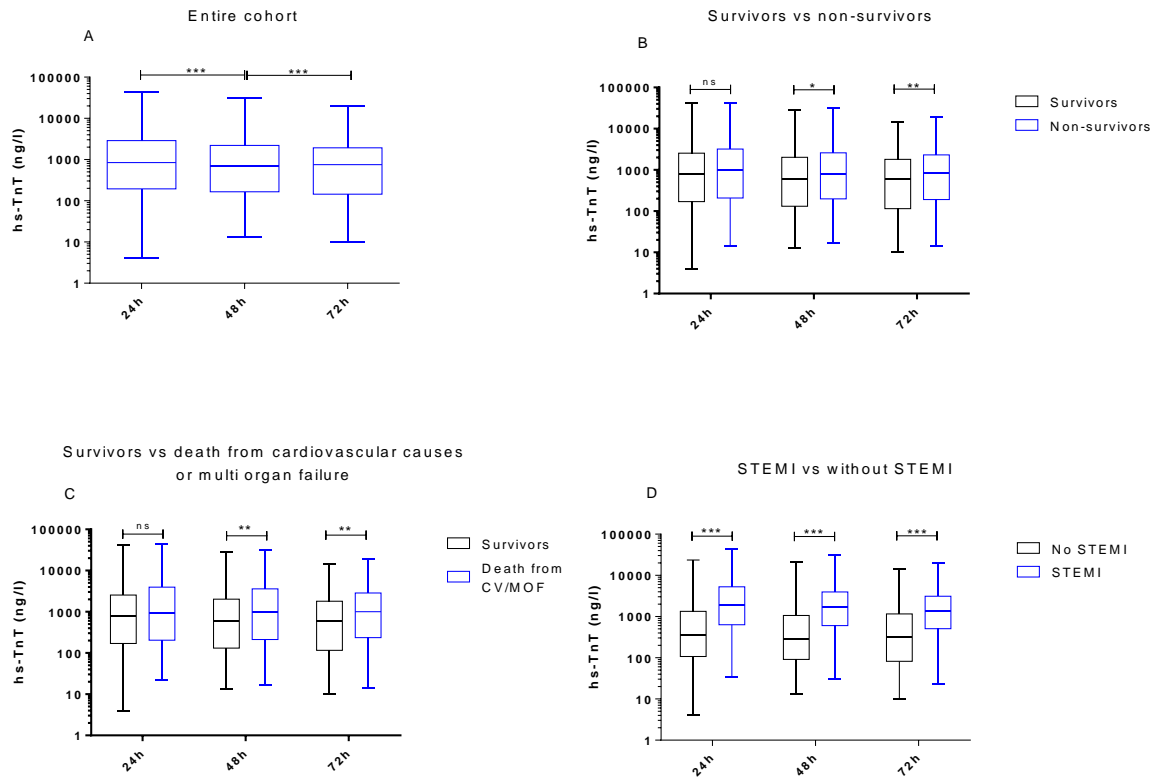 Entire cohort
A
***
***
100000
10000
1000
100
10
1
hs-TnT (ng/l)
24h
48h
72h
Survivors vs non-survivors
B
ns
*
**
100000
10000
1000
100
10
1
hs-TnT (ng/l)
24h
48h
72h
Survivors
Non-survivors
Survivors vs death from cardiovascular causes
or multi organ failure
C
ns
**
**
100000
10000
1000
100
10
1
hs-TnT (ng/l)
24h
48h
72h
Survivors
Death from
CV/MOF
STEMI vs without STEMI
D
***
***
***
100000
10000
1000
100
10
1
hs-TnT (ng/l)
24h
48h
72h
No STEMI
STEMI